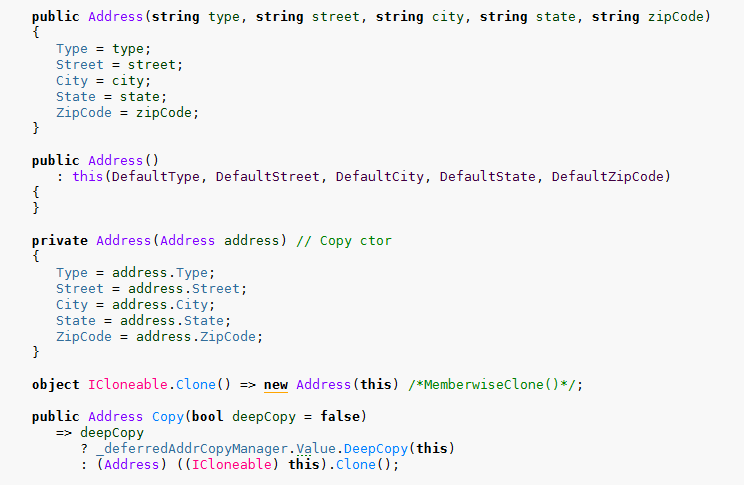 public Address(string type, string street, string city, string state, string zipCode)
{
Type = type;
Street = street;
City = city;
State = state;
ZipCode = zipCode;
}
public Address()
: this(DefaultType, DefaultStreet, DefaultCity, DefaultState, DefaultZipCode)
{
}
private Address(Address address) // Copy ctor
{
Type = address.Type;
Street = address.Street;
City = address.City;
State = address.State;
ZipCode = address.ZipCode;
}
object ICloneable.Clone() => new Address(this) /*MemberwiseClone()*/;
public Address Copy(bool deepCopy = false)
=> deepCopy
? _deferredAddrCopyManager.Value.DeepCopy(this)
: (Address) ((ICloneable) this).Clone();